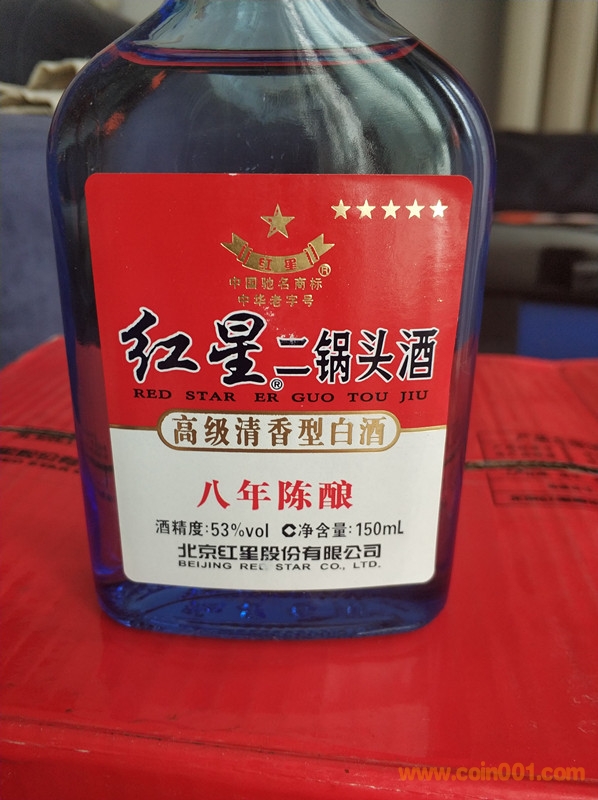 红星
®
中國驰名商标
中华老字号
红星®二锅头酒
RED STAR ER GUO TOU JIU
高级清香型白酒
八年陈酿
酒精度:53%vol C净含量:150mL
北京红星股份有限公司
BEIJING RED STAR CO., LTD.
www.coin001.com